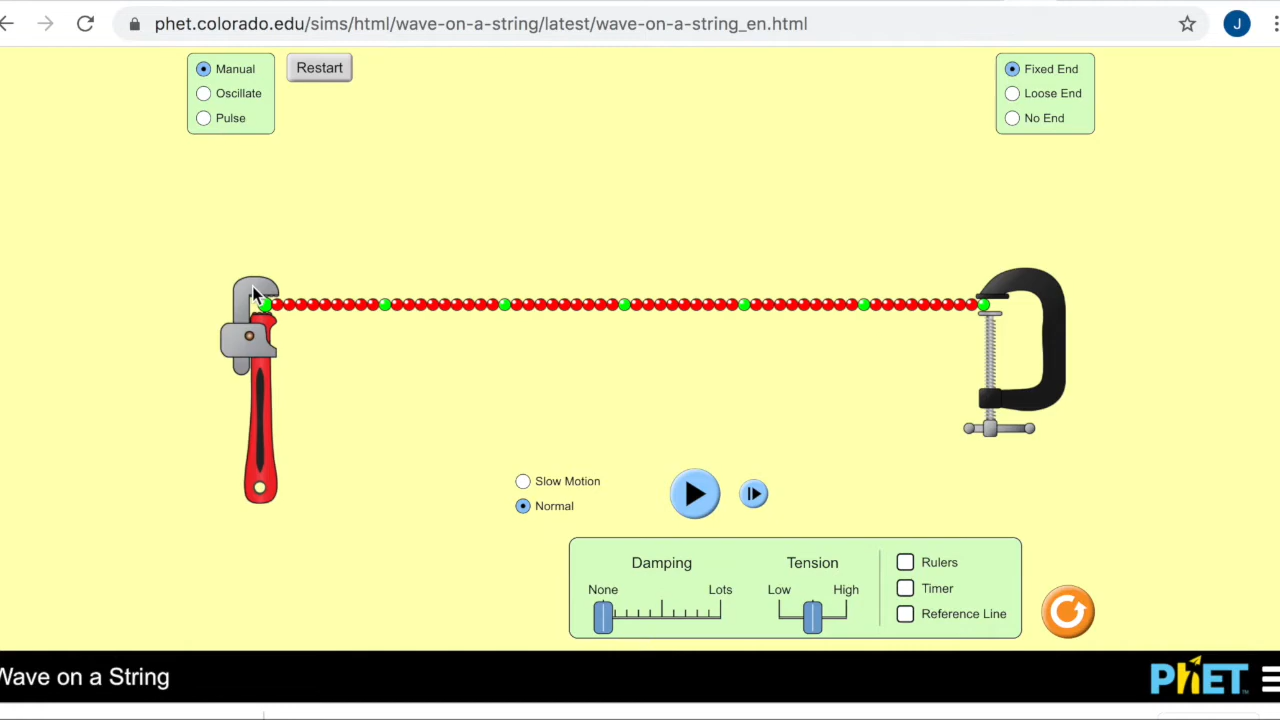 phet.colorado.edu/sims/html/wave-on-a-string/latest/wave-on-a-string_en.html
J
Manual
Oscillate
Pulse
Restart
Fixed End
Loose End
No End
Slow Motion
Normal
Damping
None
Lots
Tension
Low
High
Rulers
Timer
Reference Line
Wave on a String
PhET